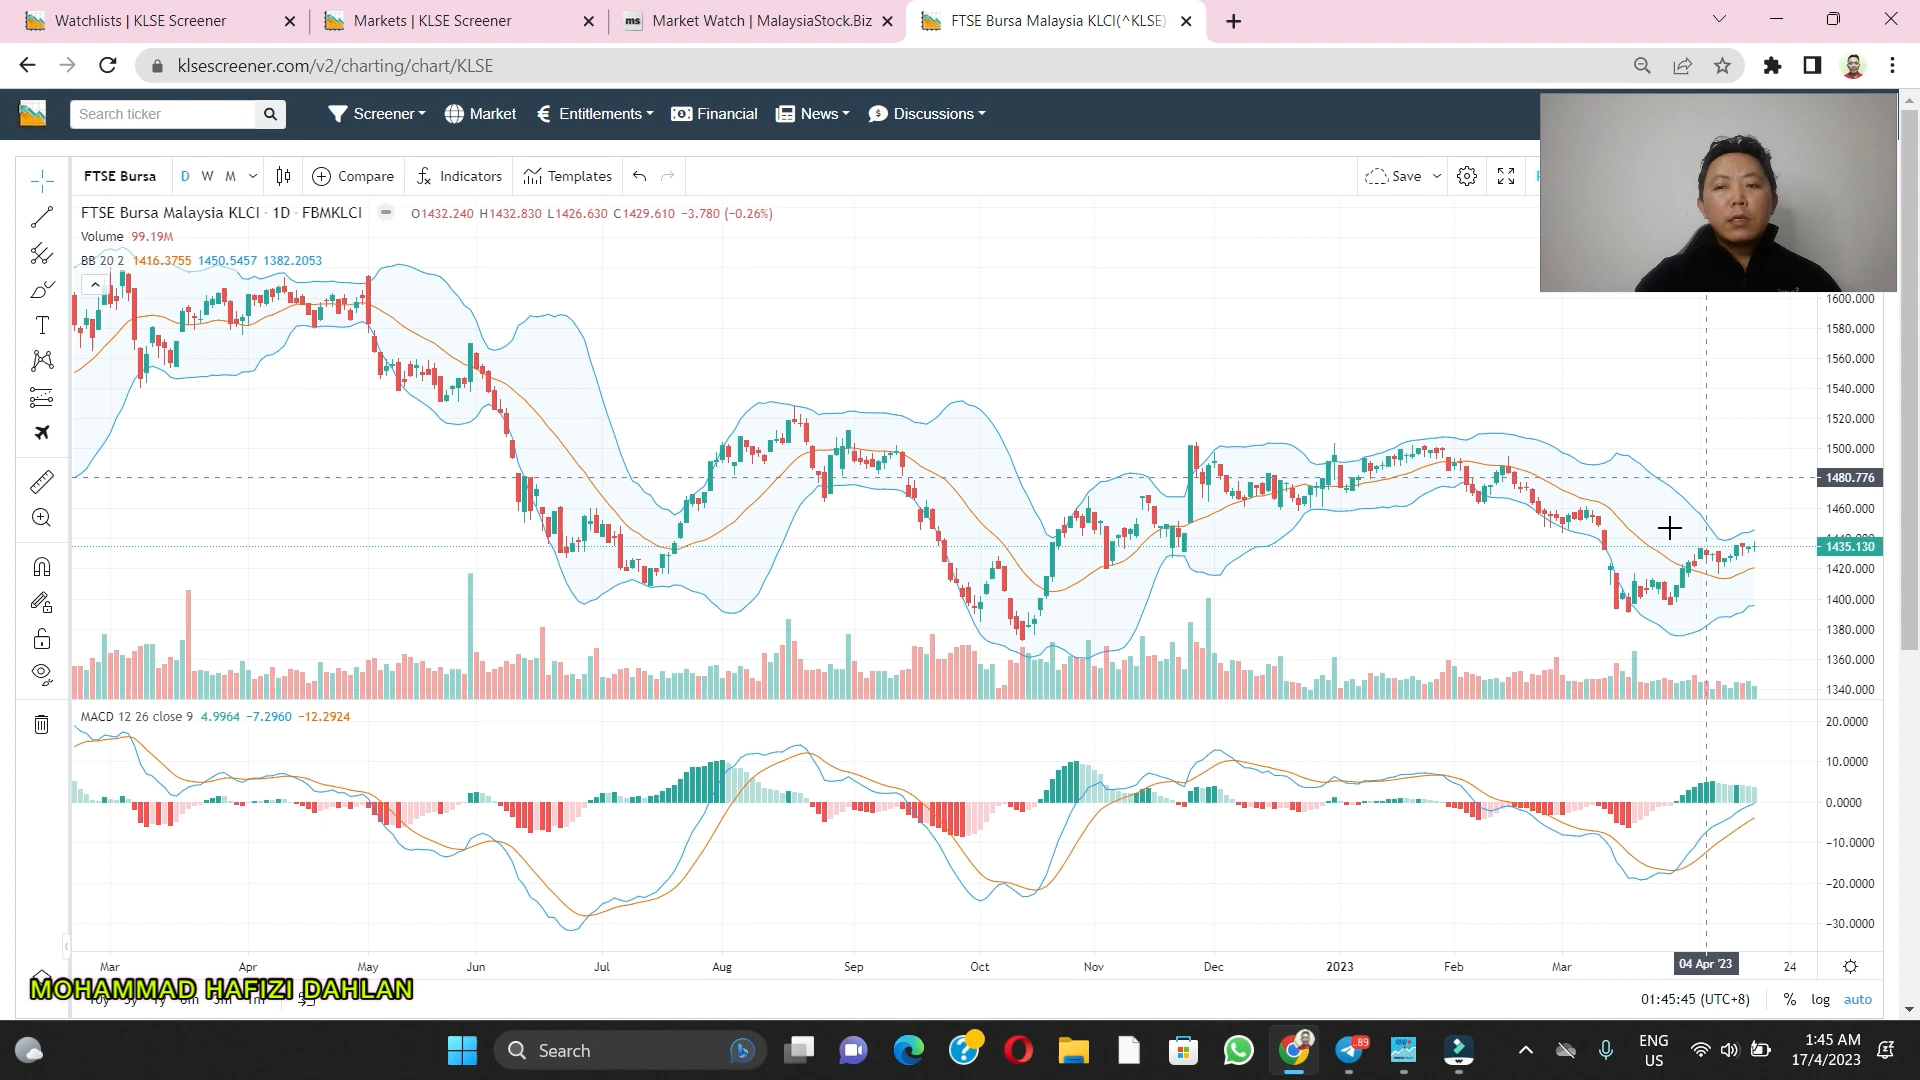 Watchlists | KLSE Screener
Markets | KLSE Screener
ms Market Watch | MalaysiaStock.Biz
FTSE Bursa Malaysia KLCI(^KLSE)
klsescreener.com/v2/charting/chart/KLSE
Search ticker
Screener
Market
Entitlements
Financial
News
Discussions
FTSE Bursa
D W M
Compare
Indicators
Templates
Save
FTSE Bursa Malaysia KLCI · 1D · FBMKLCI
O1432.240 H1432.830 L1426.630 C1429.610 −3.780 (−0.26%)
Volume 99.19M
BB 20 2 1416.3755 1450.5457 1382.2053
1600.000
1580.000
1560.000
1540.000
1520.000
1500.000
1480.776
1460.000
1435.130
1420.000
1400.000
1380.000
1360.000
1340.000
MACD 12 26 close 9 4.9964 −7.2960 −12.2924
20.0000
10.0000
0.0000
−10.0000
−20.0000
−30.0000
Mar Apr May Jun Jul Aug Sep Oct Nov Dec 2023 Feb Mar 04 Apr '23 24
MOHAMMAD HAFIZI DAHLAN
01:45:45 (UTC+8) % log auto
Search
89
ENG
US
1:45 AM
17/4/2023